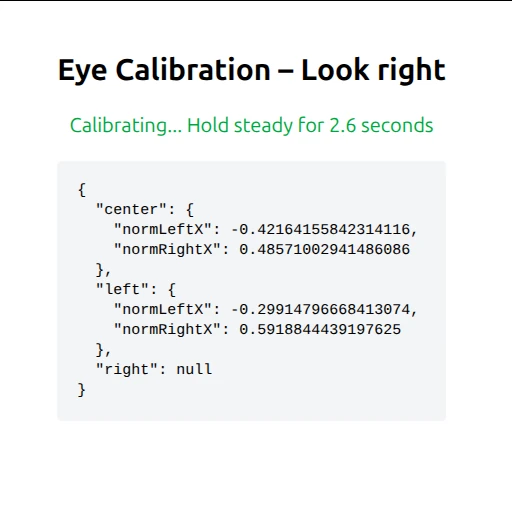 Eye Calibration – Look right
Calibrating... Hold steady for 2.6 seconds
{
  "center": {
    "normLeftX": -0.42164155842314116,
    "normRightX": 0.48571002941486086
  },
  "left": {
    "normLeftX": -0.29914796668413074,
    "normRightX": 0.5918844439197625
  },
  "right": null
}